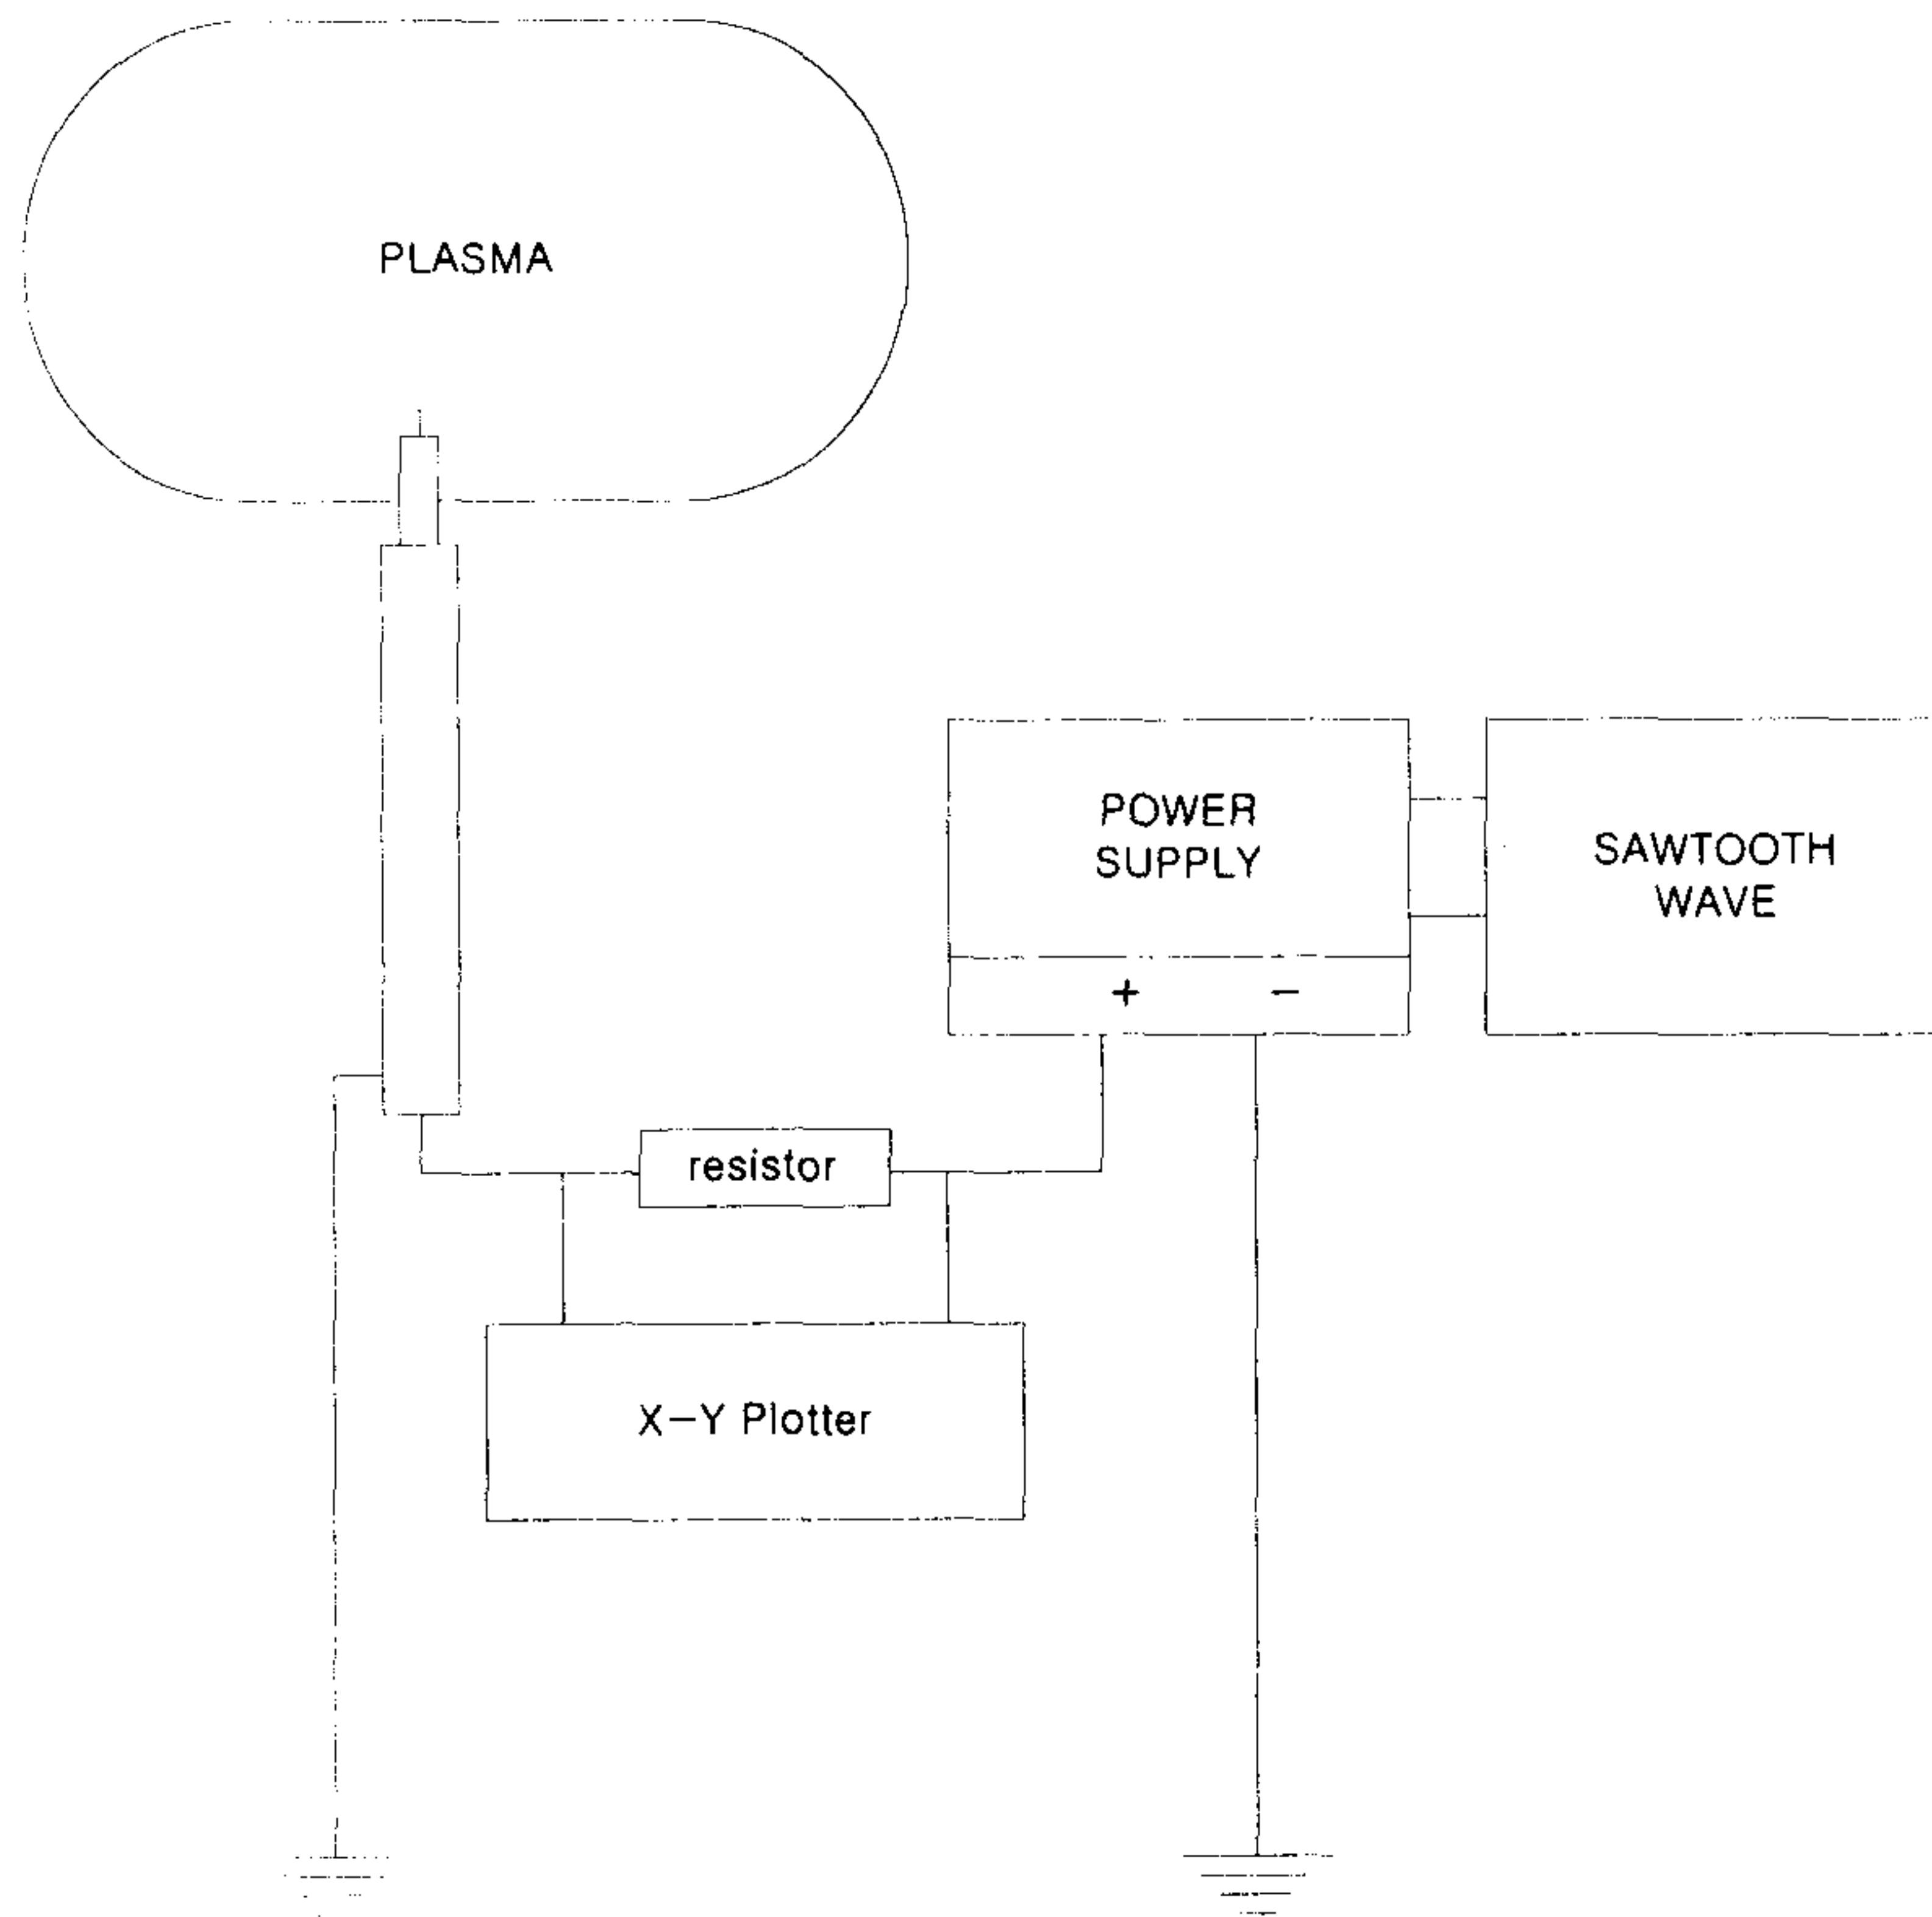 PLASMA
POWER
SUPPLY
SAWTOOTH
WAVE
+ −
resistor
X−Y Plotter